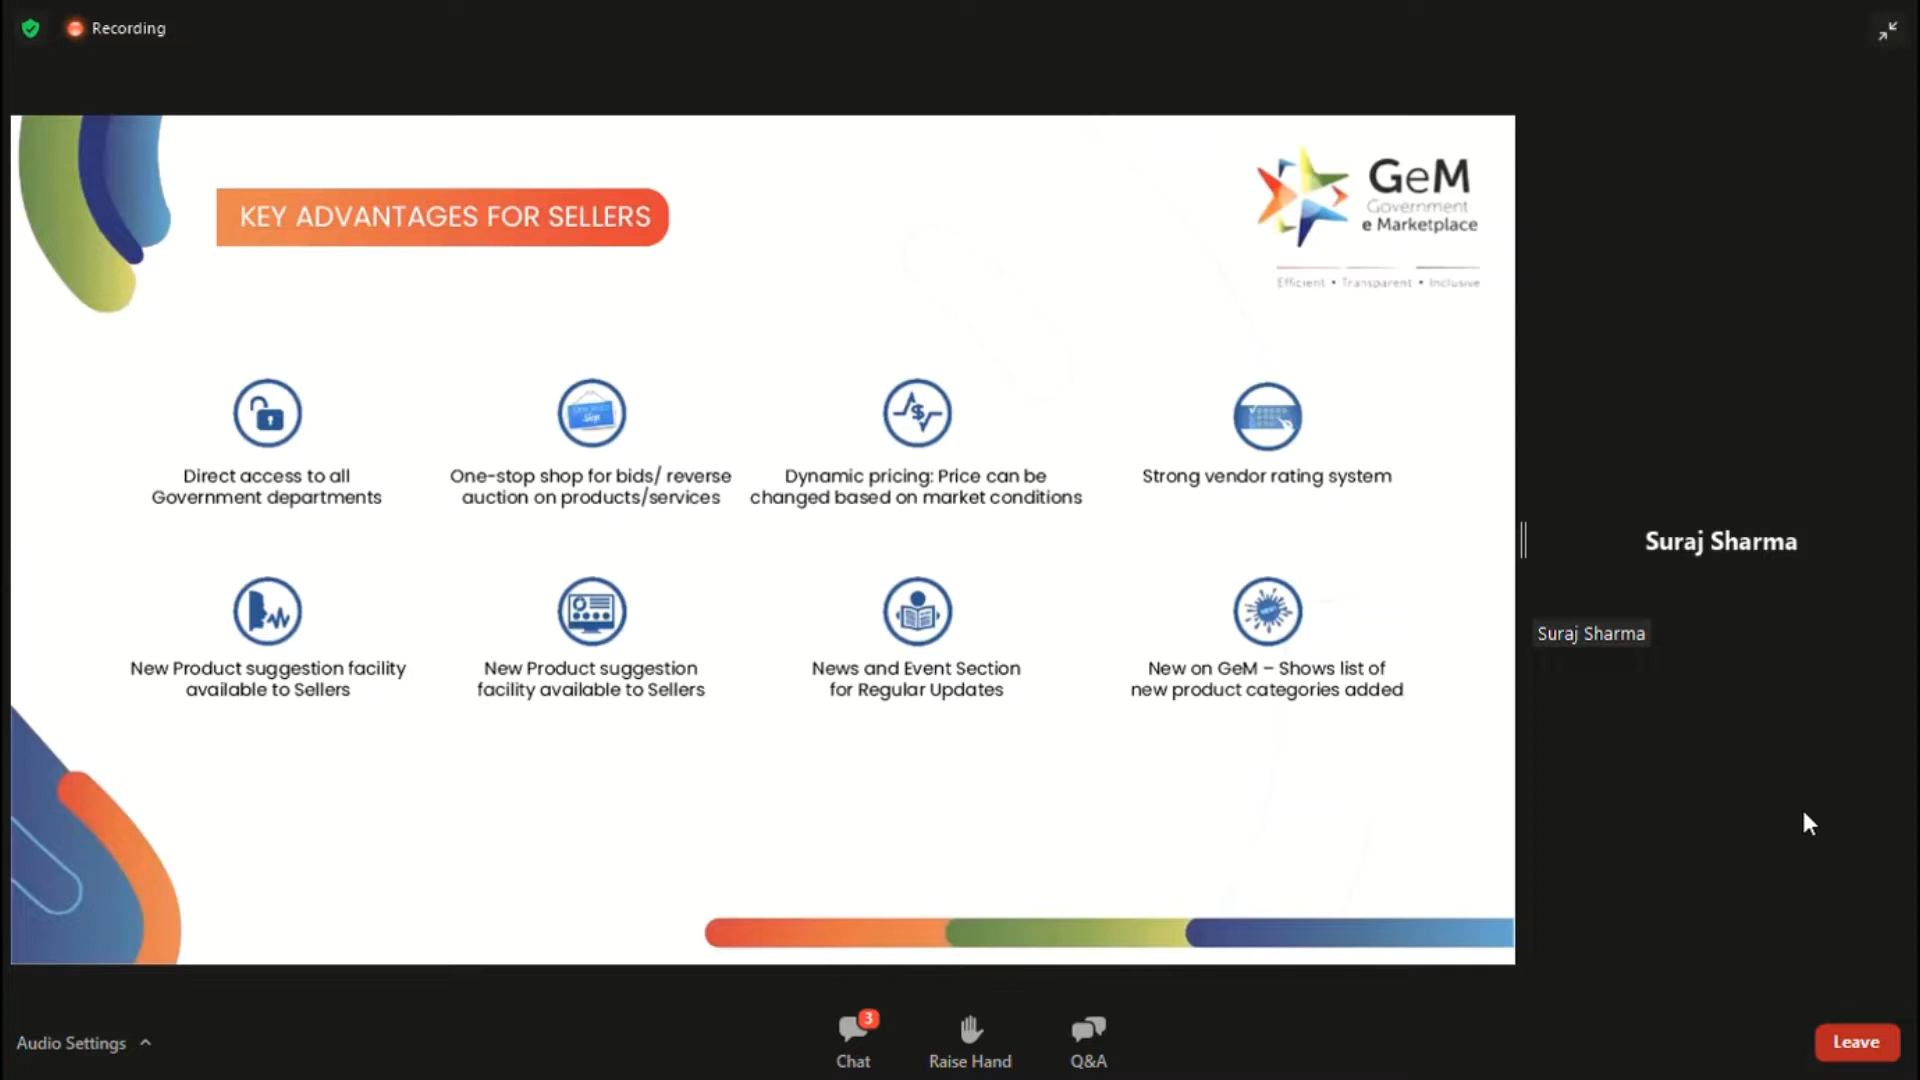 Recording
KEY ADVANTAGES FOR SELLERS
GeM
Government
e Marketplace
Efficient • Transparent • Inclusive
Direct access to all
Government departments
One-stop shop for bids/ reverse
auction on products/services
Dynamic pricing: Price can be
changed based on market conditions
Strong vendor rating system
New Product suggestion facility
available to Sellers
New Product suggestion
facility available to Sellers
News and Event Section
for Regular Updates
New on GeM – Shows list of
new product categories added
Suraj Sharma
Suraj Sharma
Audio Settings
3
Chat
Raise Hand
Q&A
Leave